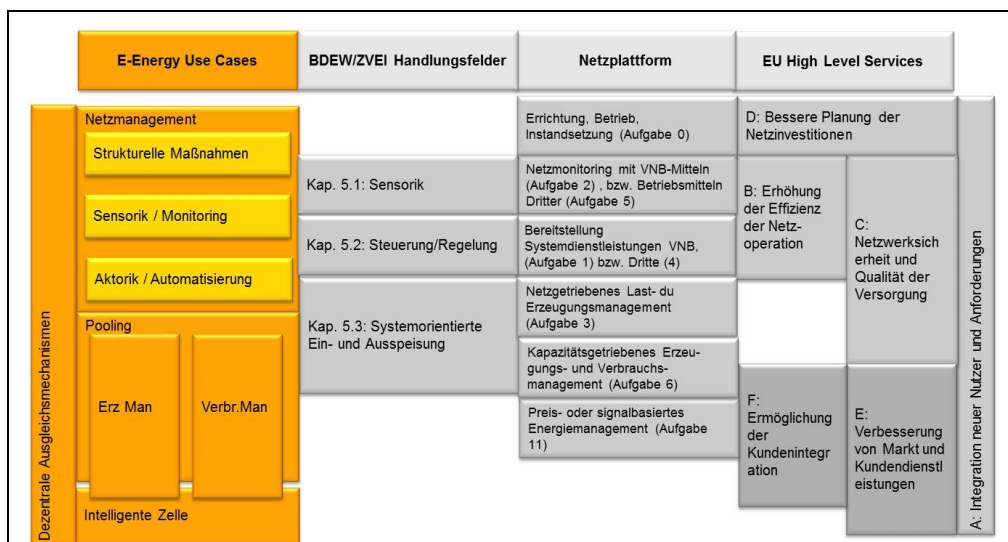 E-Energy Use Cases
BDEW/ZVEI Handlungsfelder
Netzplattform
EU High Level Services
Dezentrale Ausgleichsmechanismen
Netzmanagement
Strukturelle Maßnahmen
Sensorik / Monitoring
Aktorik / Automatisierung
Pooling
Erz Man
Verbr.Man
Intelligente Zelle
Kap. 5.1: Sensorik
Kap. 5.2: Steuerung/Regelung
Kap. 5.3: Systemorientierte
Ein- und Ausspeisung
Errichtung, Betrieb,
Instandsetzung (Aufgabe 0)
Netzmonitoring mit VNB-Mitteln
(Aufgabe 2) , bzw. Betriebsmitteln
Dritter (Aufgabe 5)
Bereitstellung
Systemdienstleistungen VNB,
(Aufgabe 1) bzw. Dritte (4)
Netzgetriebenes Last- du
Erzeugungsmanagement
(Aufgabe 3)
Kapazitätsgetriebenes Erzeu-
gungs- und Verbrauchs-
management (Aufgabe 6)
Preis- oder signalbasiertes
Energiemanagement (Aufgabe
11)
D: Bessere Planung der
Netzinvestitionen
B: Erhöhung
der Effizienz
der Netz-
operation
C:
Netzwerksich
erheit und
Qualität der
Versorgung
F:
Ermöglichung
der
Kundenintegr
ation
E:
Verbesserung
von Markt und
Kundendienstl
eistungen
A: Integration neuer Nutzer und Anforderungen